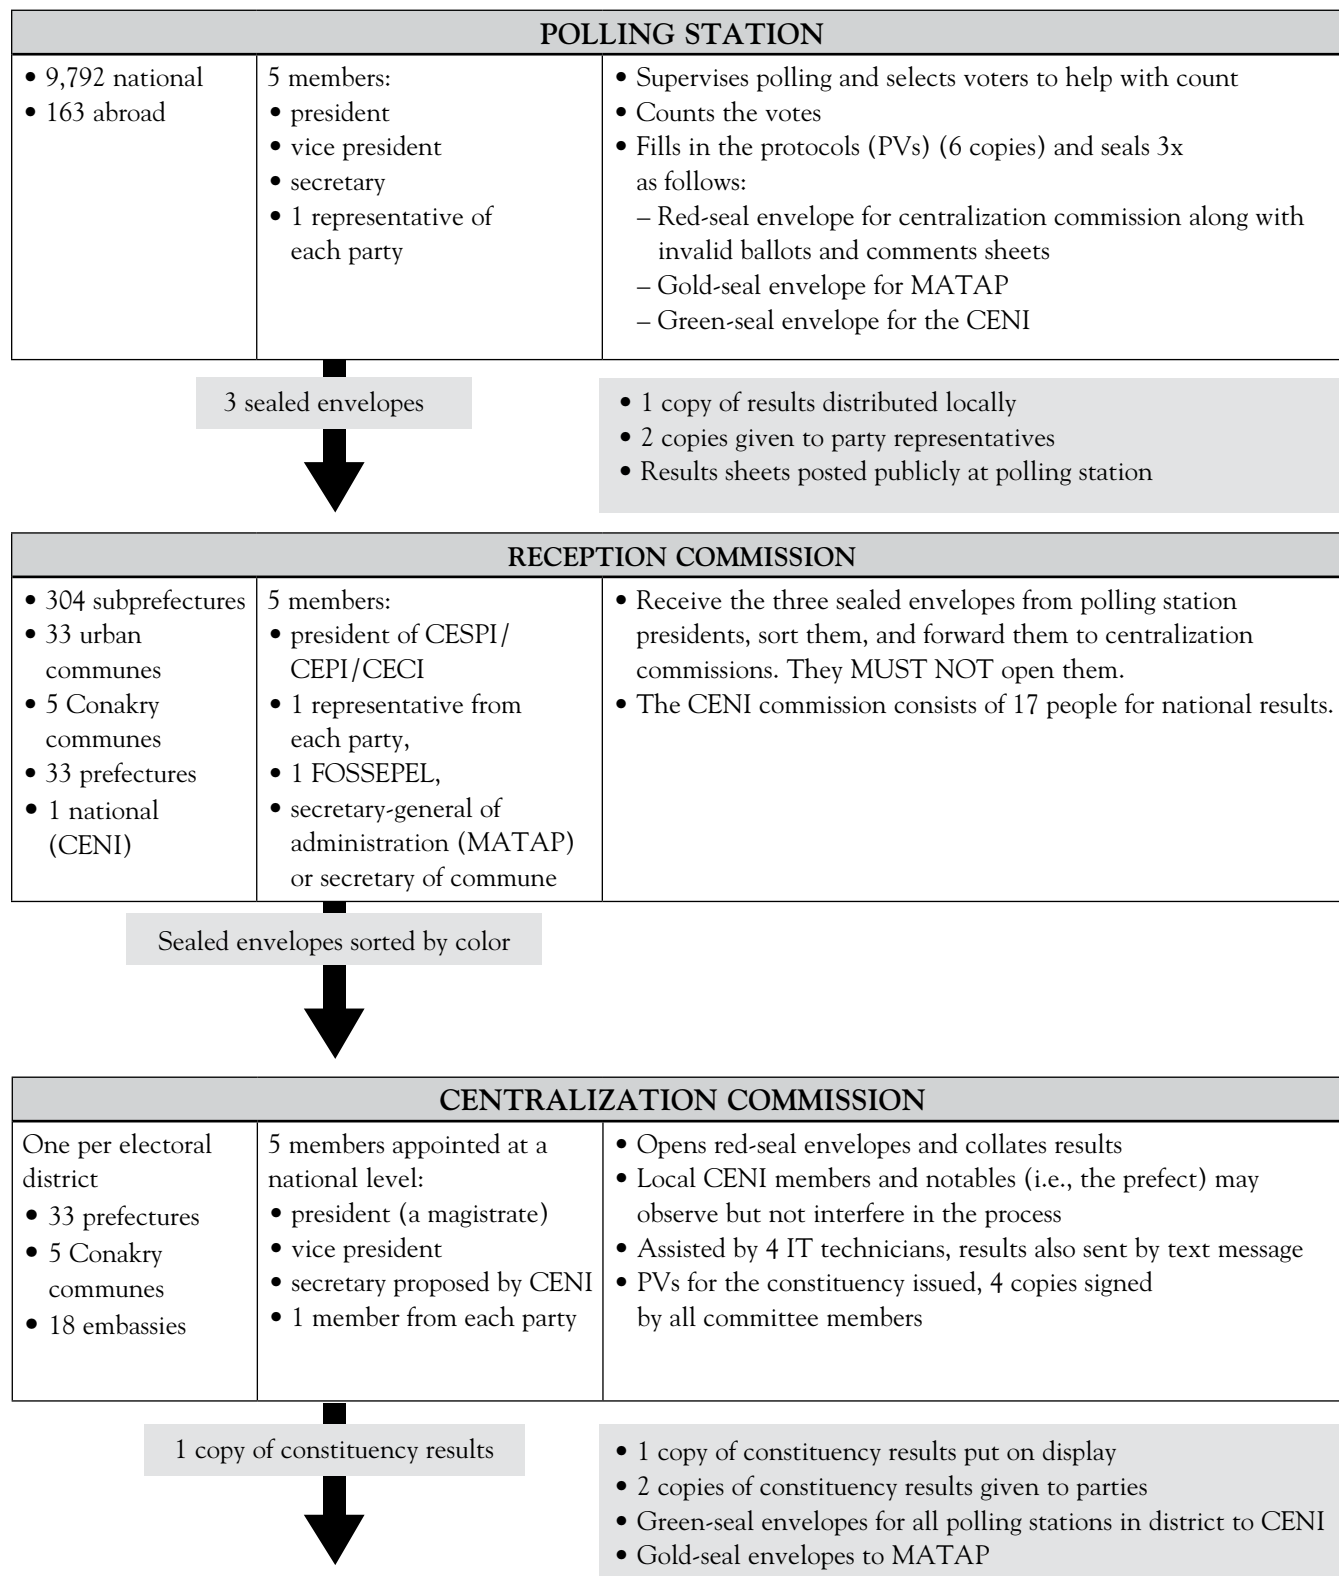 POLLING STATION
• 9,792 national
• 163 abroad
5 members:
• president
• vice president
• secretary
• 1 representative of
each party
• Supervises polling and selects voters to help with count
• Counts the votes
• Fills in the protocols (PVs) (6 copies) and seals 3x
as follows:
– Red-seal envelope for centralization commission along with
invalid ballots and comments sheets
– Gold-seal envelope for MATAP
– Green-seal envelope for the CENI
3 sealed envelopes
• 1 copy of results distributed locally
• 2 copies given to party representatives
• Results sheets posted publicly at polling station
RECEPTION COMMISSION
• 304 subprefectures
• 33 urban
communes
• 5 Conakry
communes
• 33 prefectures
• 1 national
(CENI)
5 members:
• president of CESPI/
CEPI/CECI
• 1 representative from
each party,
• 1 FOSSEPEL,
• secretary-general of
administration (MATAP)
or secretary of commune
• Receive the three sealed envelopes from polling station
presidents, sort them, and forward them to centralization
commissions. They MUST NOT open them.
• The CENI commission consists of 17 people for national results.
Sealed envelopes sorted by color
CENTRALIZATION COMMISSION
One per electoral
district
• 33 prefectures
• 5 Conakry
communes
• 18 embassies
5 members appointed at a
national level:
• president (a magistrate)
• vice president
• secretary proposed by CENI
• 1 member from each party
• Opens red-seal envelopes and collates results
• Local CENI members and notables (i.e., the prefect) may
observe but not interfere in the process
• Assisted by 4 IT technicians, results also sent by text message
• PVs for the constituency issued, 4 copies signed
by all committee members
1 copy of constituency results
• 1 copy of constituency results put on display
• 2 copies of constituency results given to parties
• Green-seal envelopes for all polling stations in district to CENI
• Gold-seal envelopes to MATAP